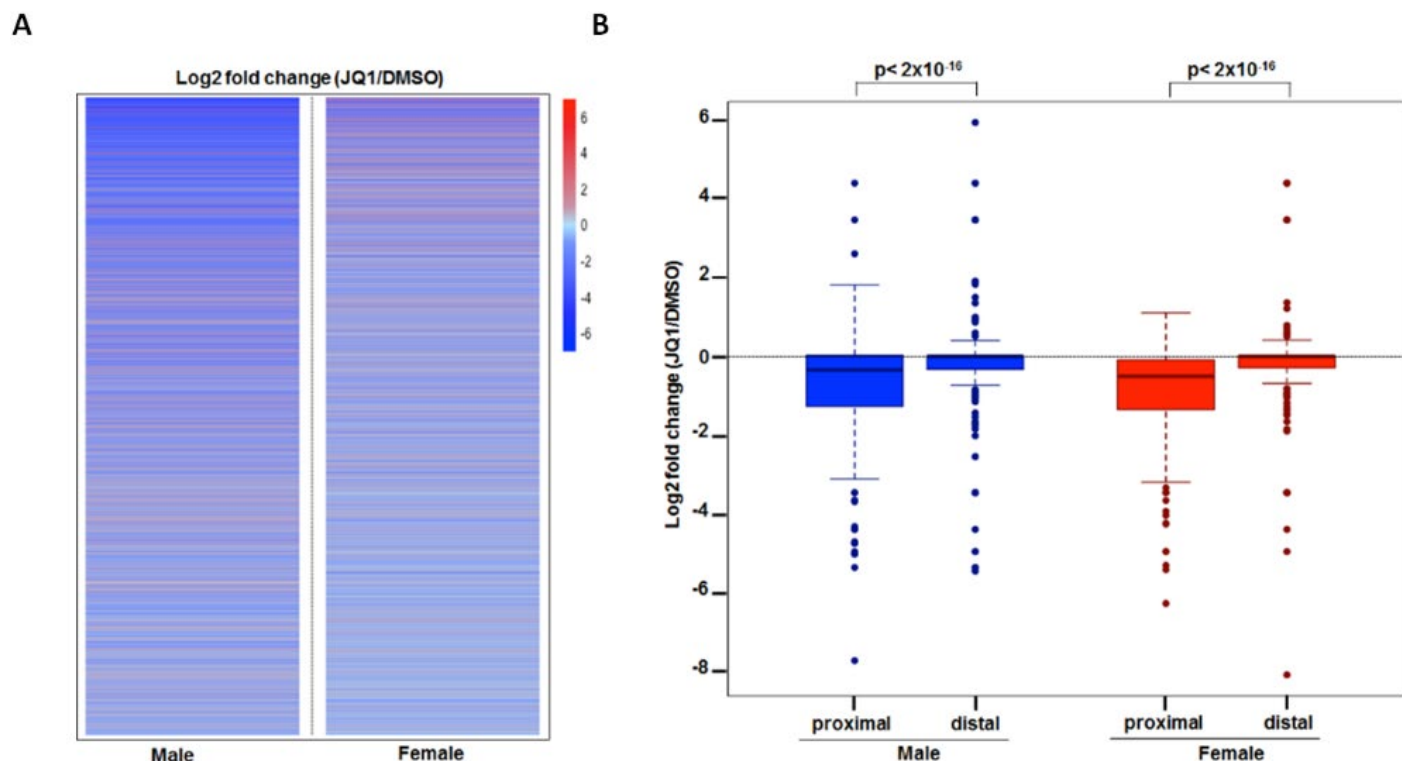 A
B
Log2 fold change (JQ1/DMSO)
6
4
2
0
-2
-4
-6
Male
Female
p< 2x10⁻¹⁶
p< 2x10⁻¹⁶
Log2 fold change (JQ1/DMSO)
6
4
2
0
-2
-4
-6
-8
proximal
distal
proximal
distal
Male
Female